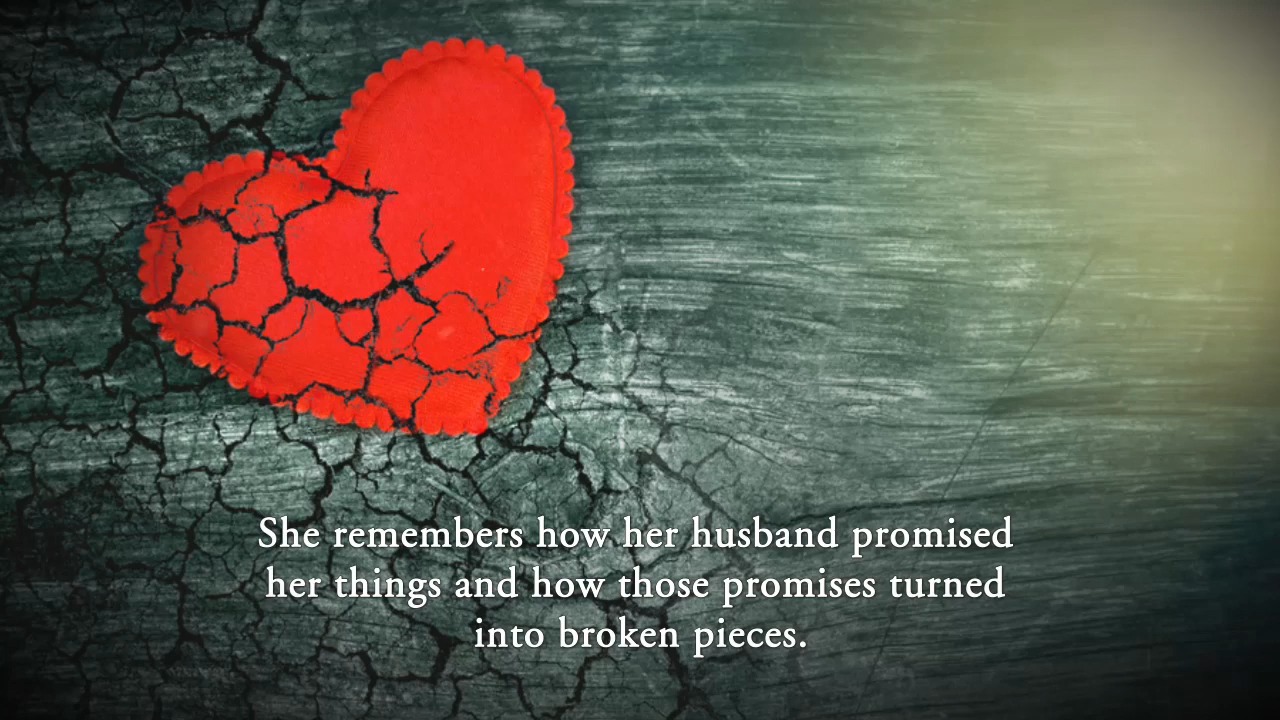 She remembers how her husband promised
her things and how those promises turned
into broken pieces.